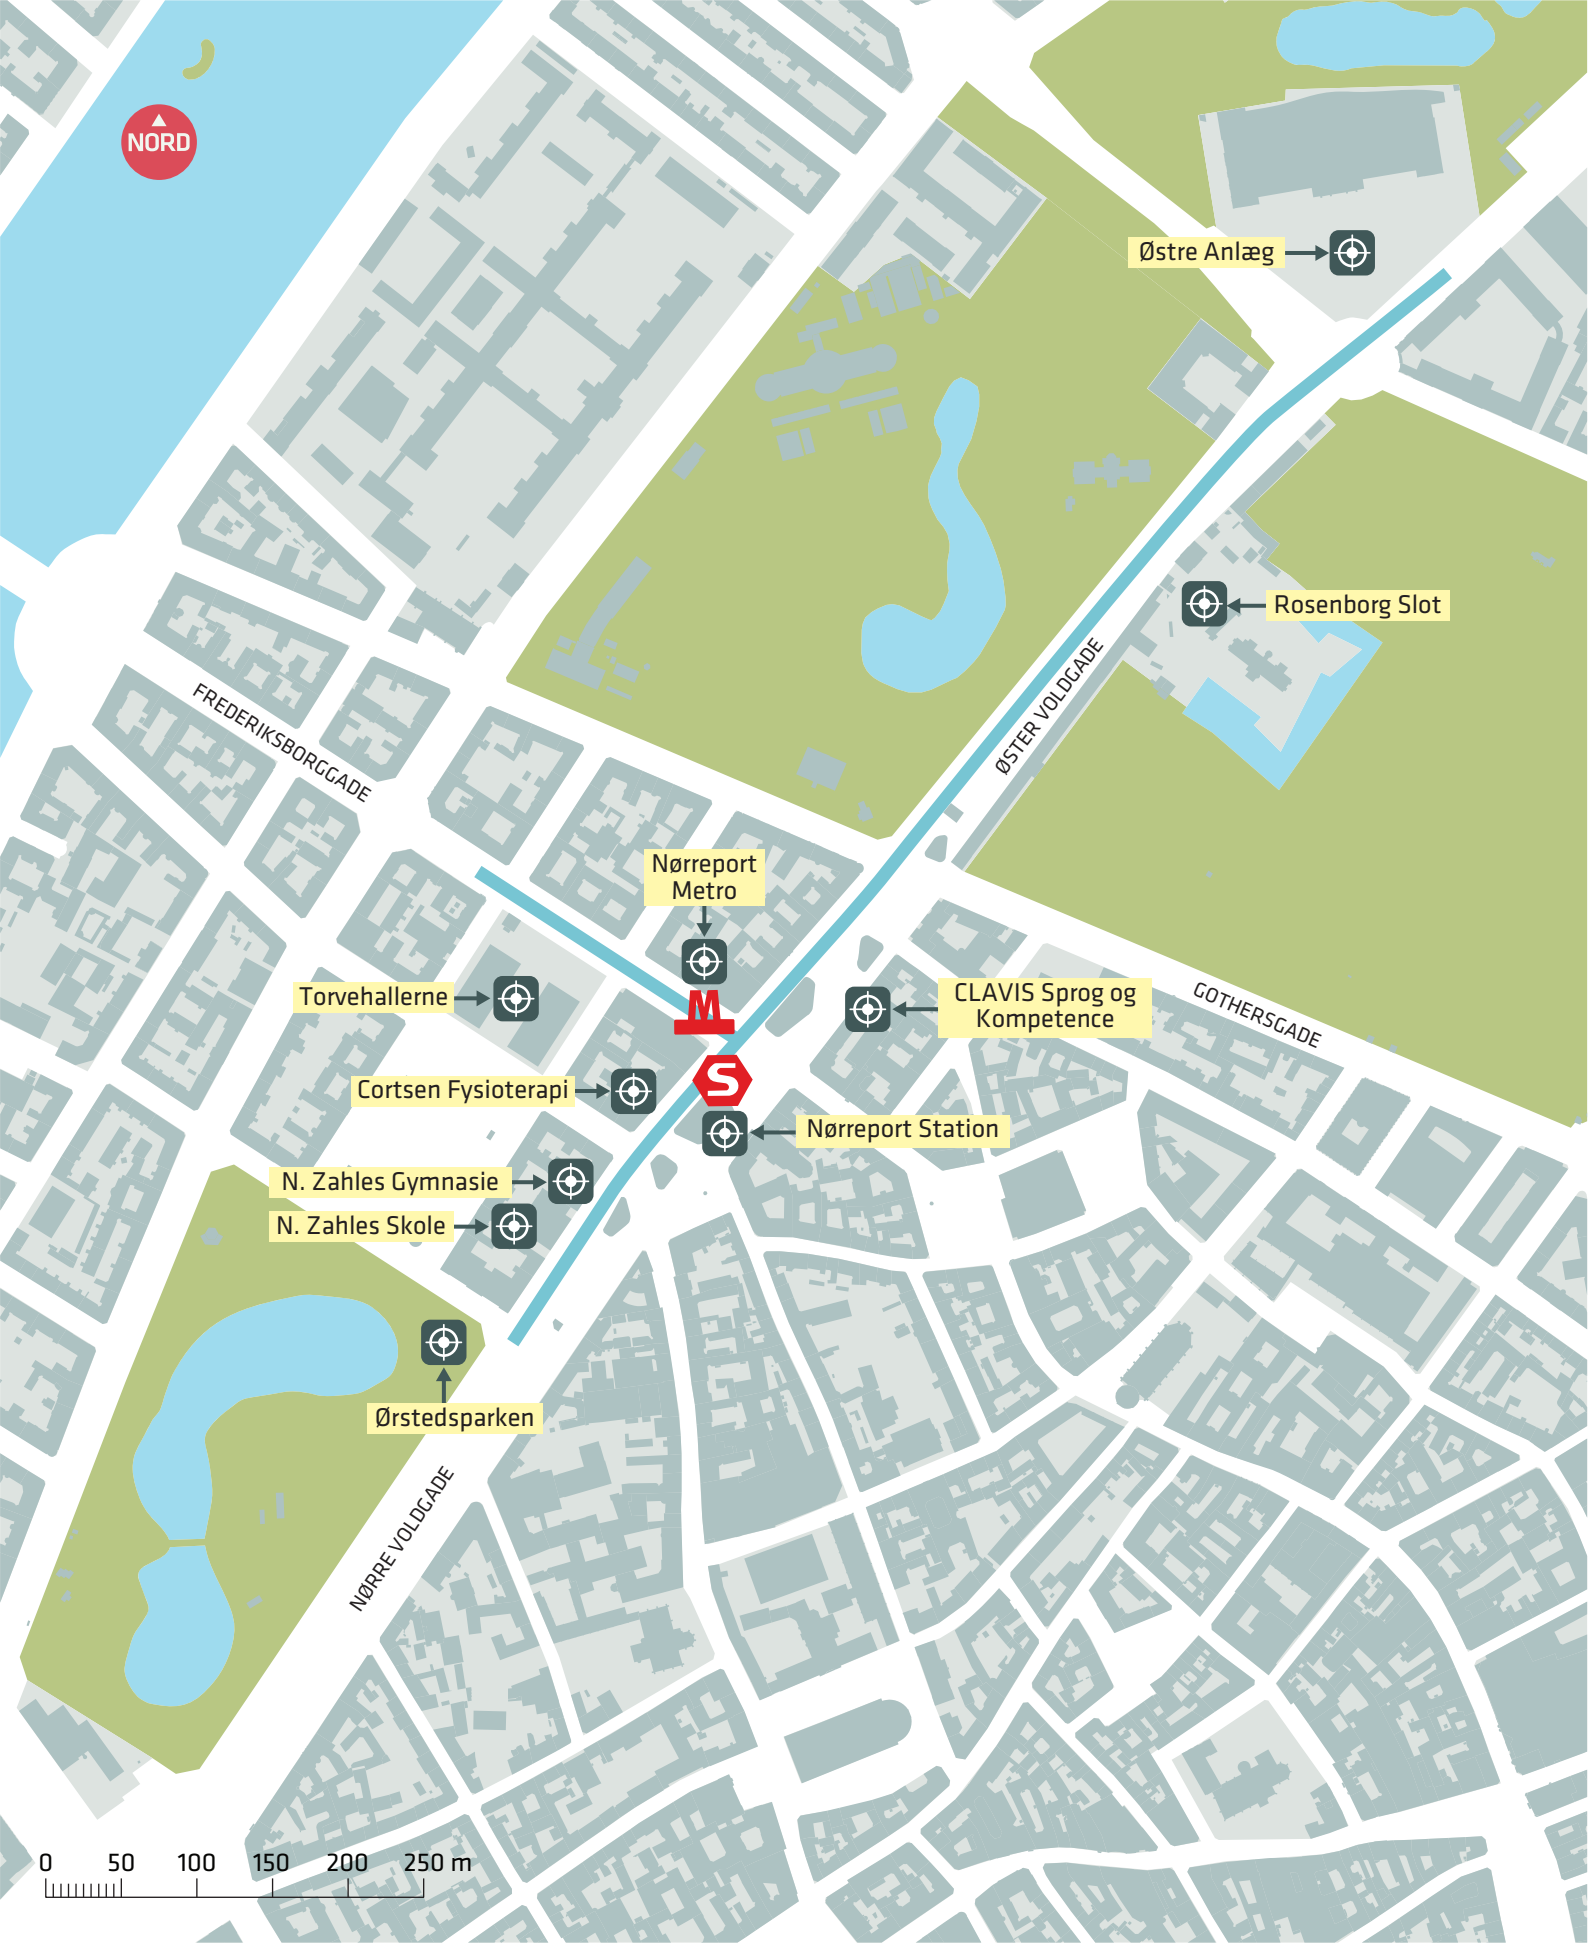 NORD
Østre Anlæg
Rosenborg Slot
FREDERIKSBORGGADE
ØSTER VOLDGADE
Nørreport
Metro
Torvehallerne
M
CLAVIS Sprog og
Kompetence
GOTHERSGADE
Cortsen Fysioterapi
S
Nørreport Station
N. Zahles Gymnasie
N. Zahles Skole
Ørstedsparken
NØRRE VOLDGADE
0 50 100 150 200 250 m